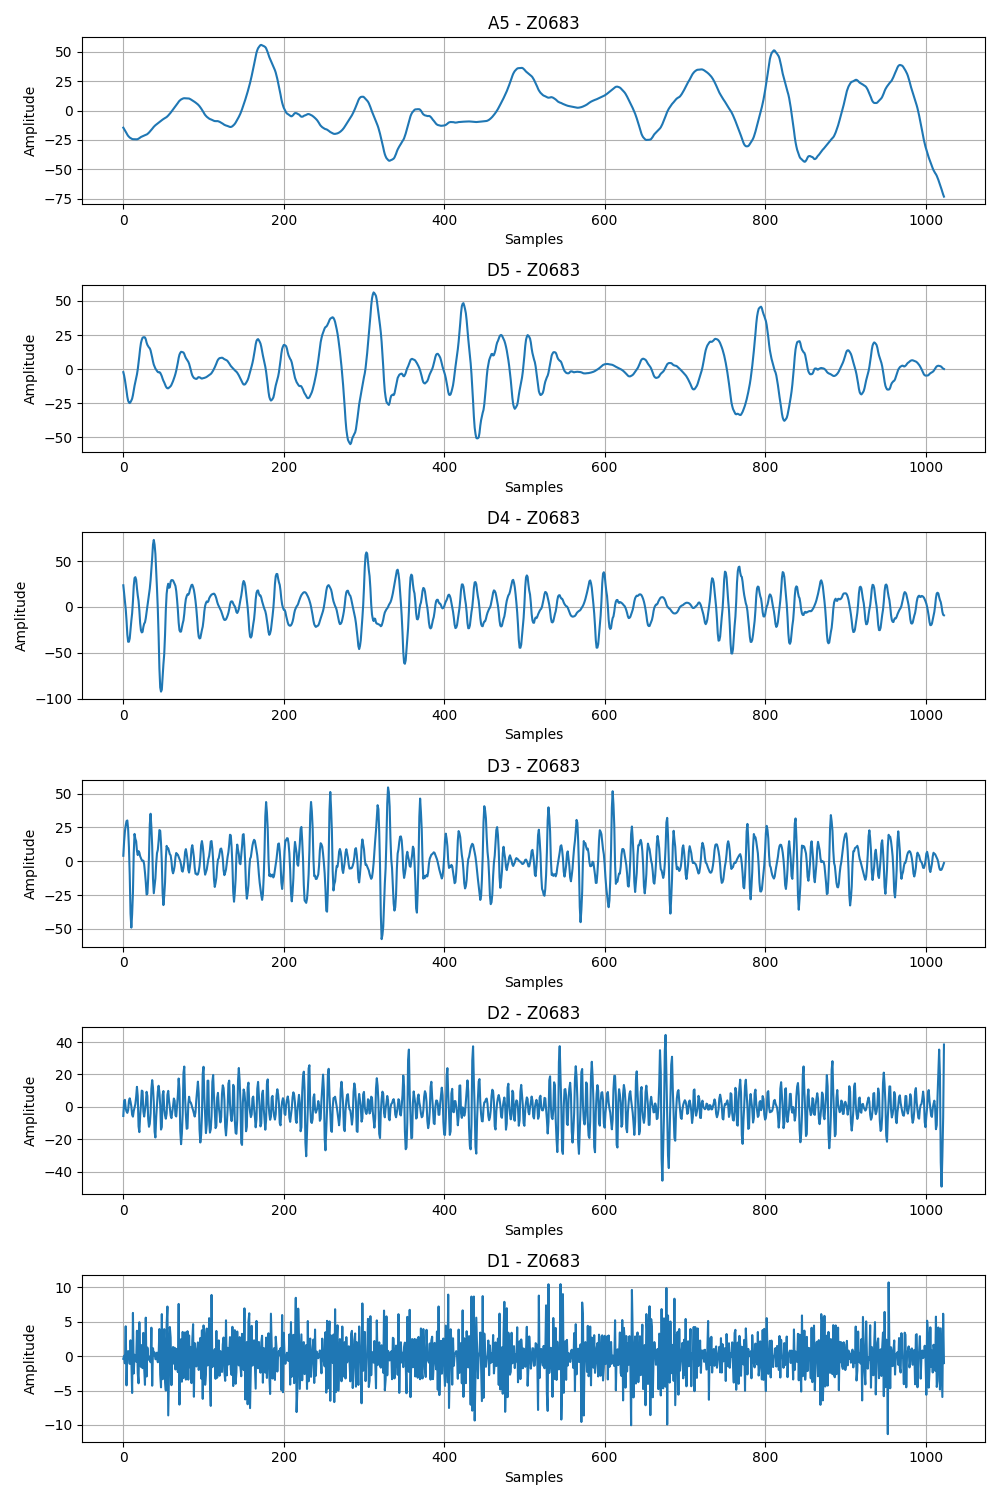 A5 - Z0683
Amplitude
50
25
0
−25
−50
−75
0 200 400 600 800 1000
Samples
D5 - Z0683
Amplitude
50
25
0
−25
−50
0 200 400 600 800 1000
Samples
D4 - Z0683
Amplitude
50
0
−50
−100
0 200 400 600 800 1000
Samples
D3 - Z0683
Amplitude
50
25
0
−25
−50
0 200 400 600 800 1000
Samples
D2 - Z0683
Amplitude
40
20
0
−20
−40
0 200 400 600 800 1000
Samples
D1 - Z0683
Amplitude
10
5
0
−5
−10
0 200 400 600 800 1000
Samples